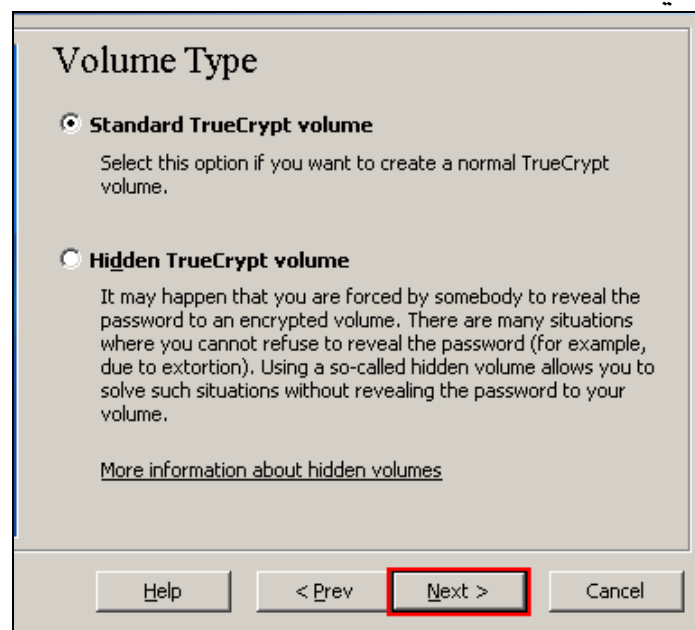 Volume Type
Standard TrueCrypt volume
Select this option if you want to create a normal TrueCrypt
volume.
Hidden TrueCrypt volume
It may happen that you are forced by somebody to reveal the
password to an encrypted volume. There are many situations
where you cannot refuse to reveal the password (for example,
due to extortion). Using a so-called hidden volume allows you to
solve such situations without revealing the password to your
volume.
More information about hidden volumes
Help < Prev Next > Cancel